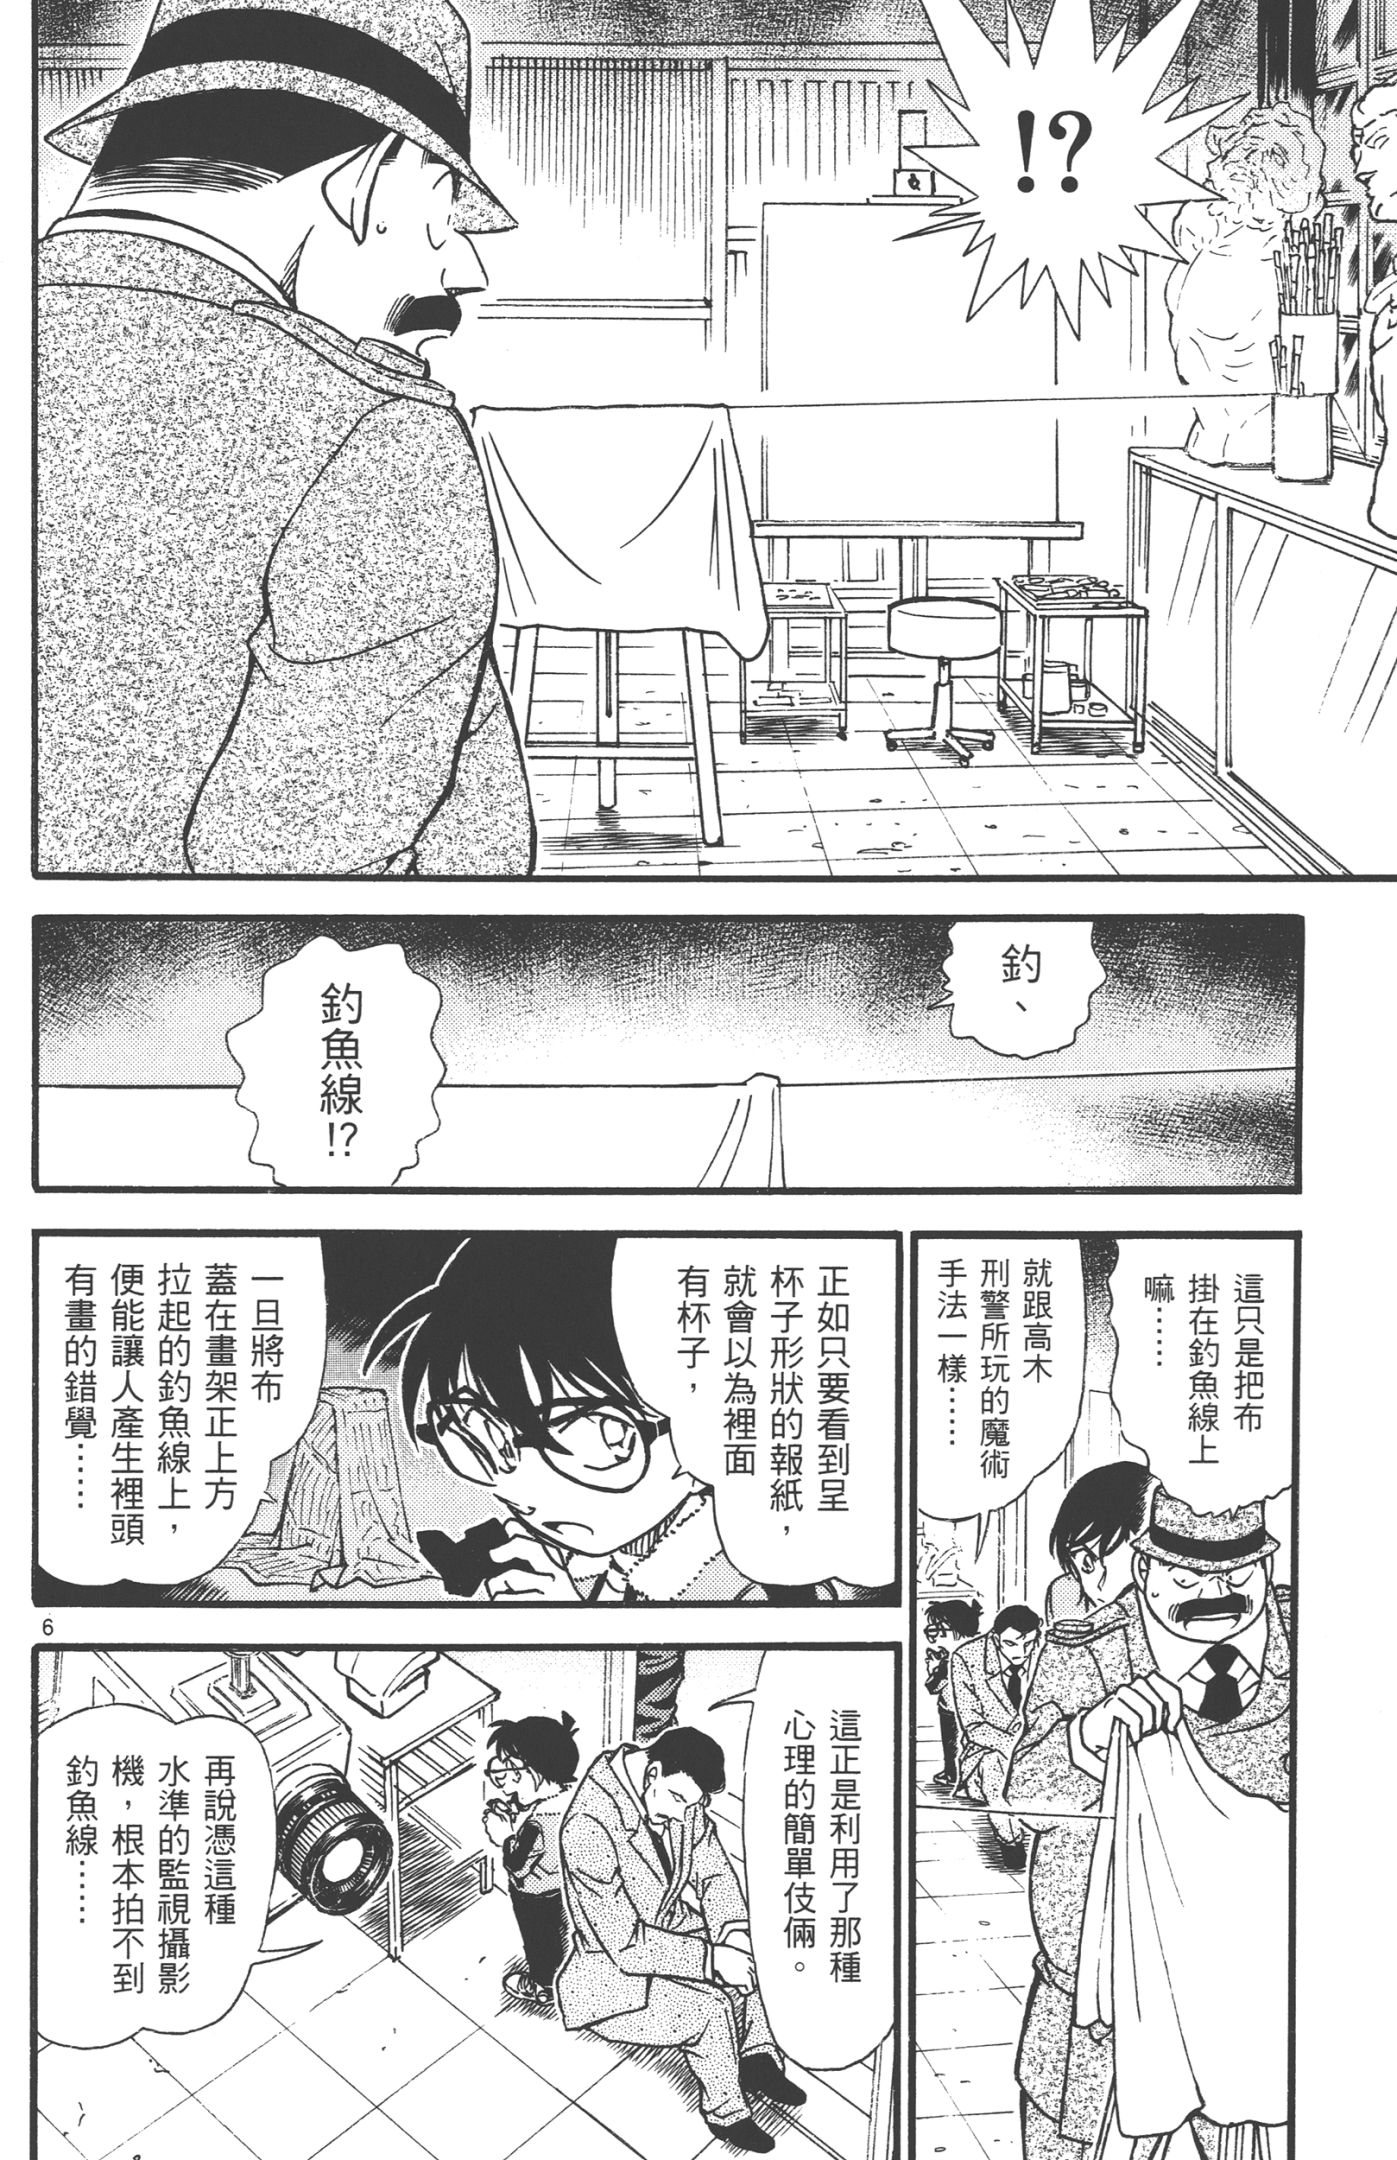 !?
釣、
釣魚線!?
這只是把布
掛在釣魚線上
嘛……
就跟高木
刑警所玩的魔術
手法一樣……
正如只要看到呈
杯子形狀的報紙，
就會以為裡面
有杯子，
一旦將布
蓋在畫架正上方
拉起的釣魚線上，
便能讓人產生裡頭
有畫的錯覺……
這正是利用了那種
心理的簡單伎倆。
再說憑這種
水準的監視攝影
機，根本拍不到
釣魚線……
6